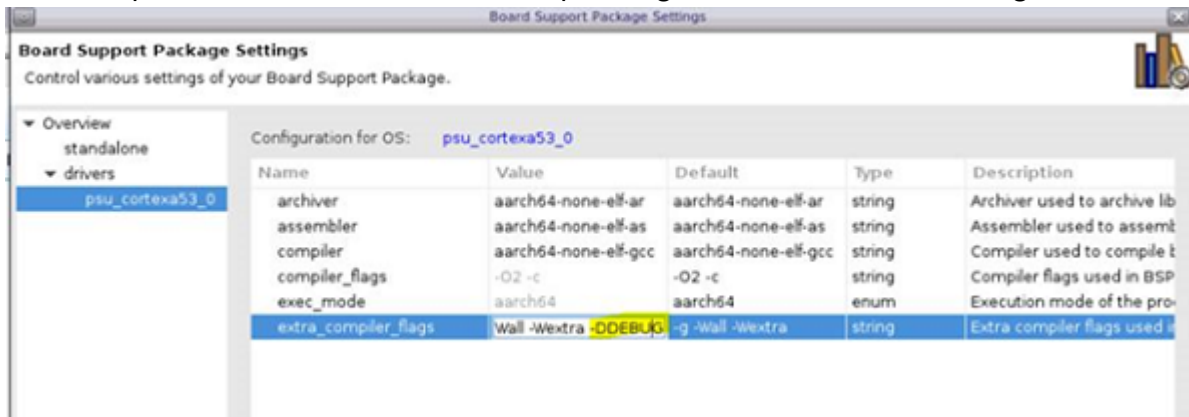 Board Support Package Settings
Board Support Package Settings
Control various settings of your Board Support Package.
Overview
standalone
drivers
psu_cortexa53_0
Configuration for OS: psu_cortexa53_0
Name Value Default Type Description
archiver aarch64-none-elf-ar aarch64-none-elf-ar string Archiver used to archive lib
assembler aarch64-none-elf-as aarch64-none-elf-as string Assembler used to assemb
compiler aarch64-none-elf-gcc aarch64-none-elf-gcc string Compiler used to compile b
compiler_flags -O2 -c -O2 -c string Compiler flags used in BSP
exec_mode aarch64 aarch64 enum Execution mode of the pro
extra_compiler_flags Wall -Wextra -DDEBUG -g -Wall -Wextra string Extra compiler flags used i